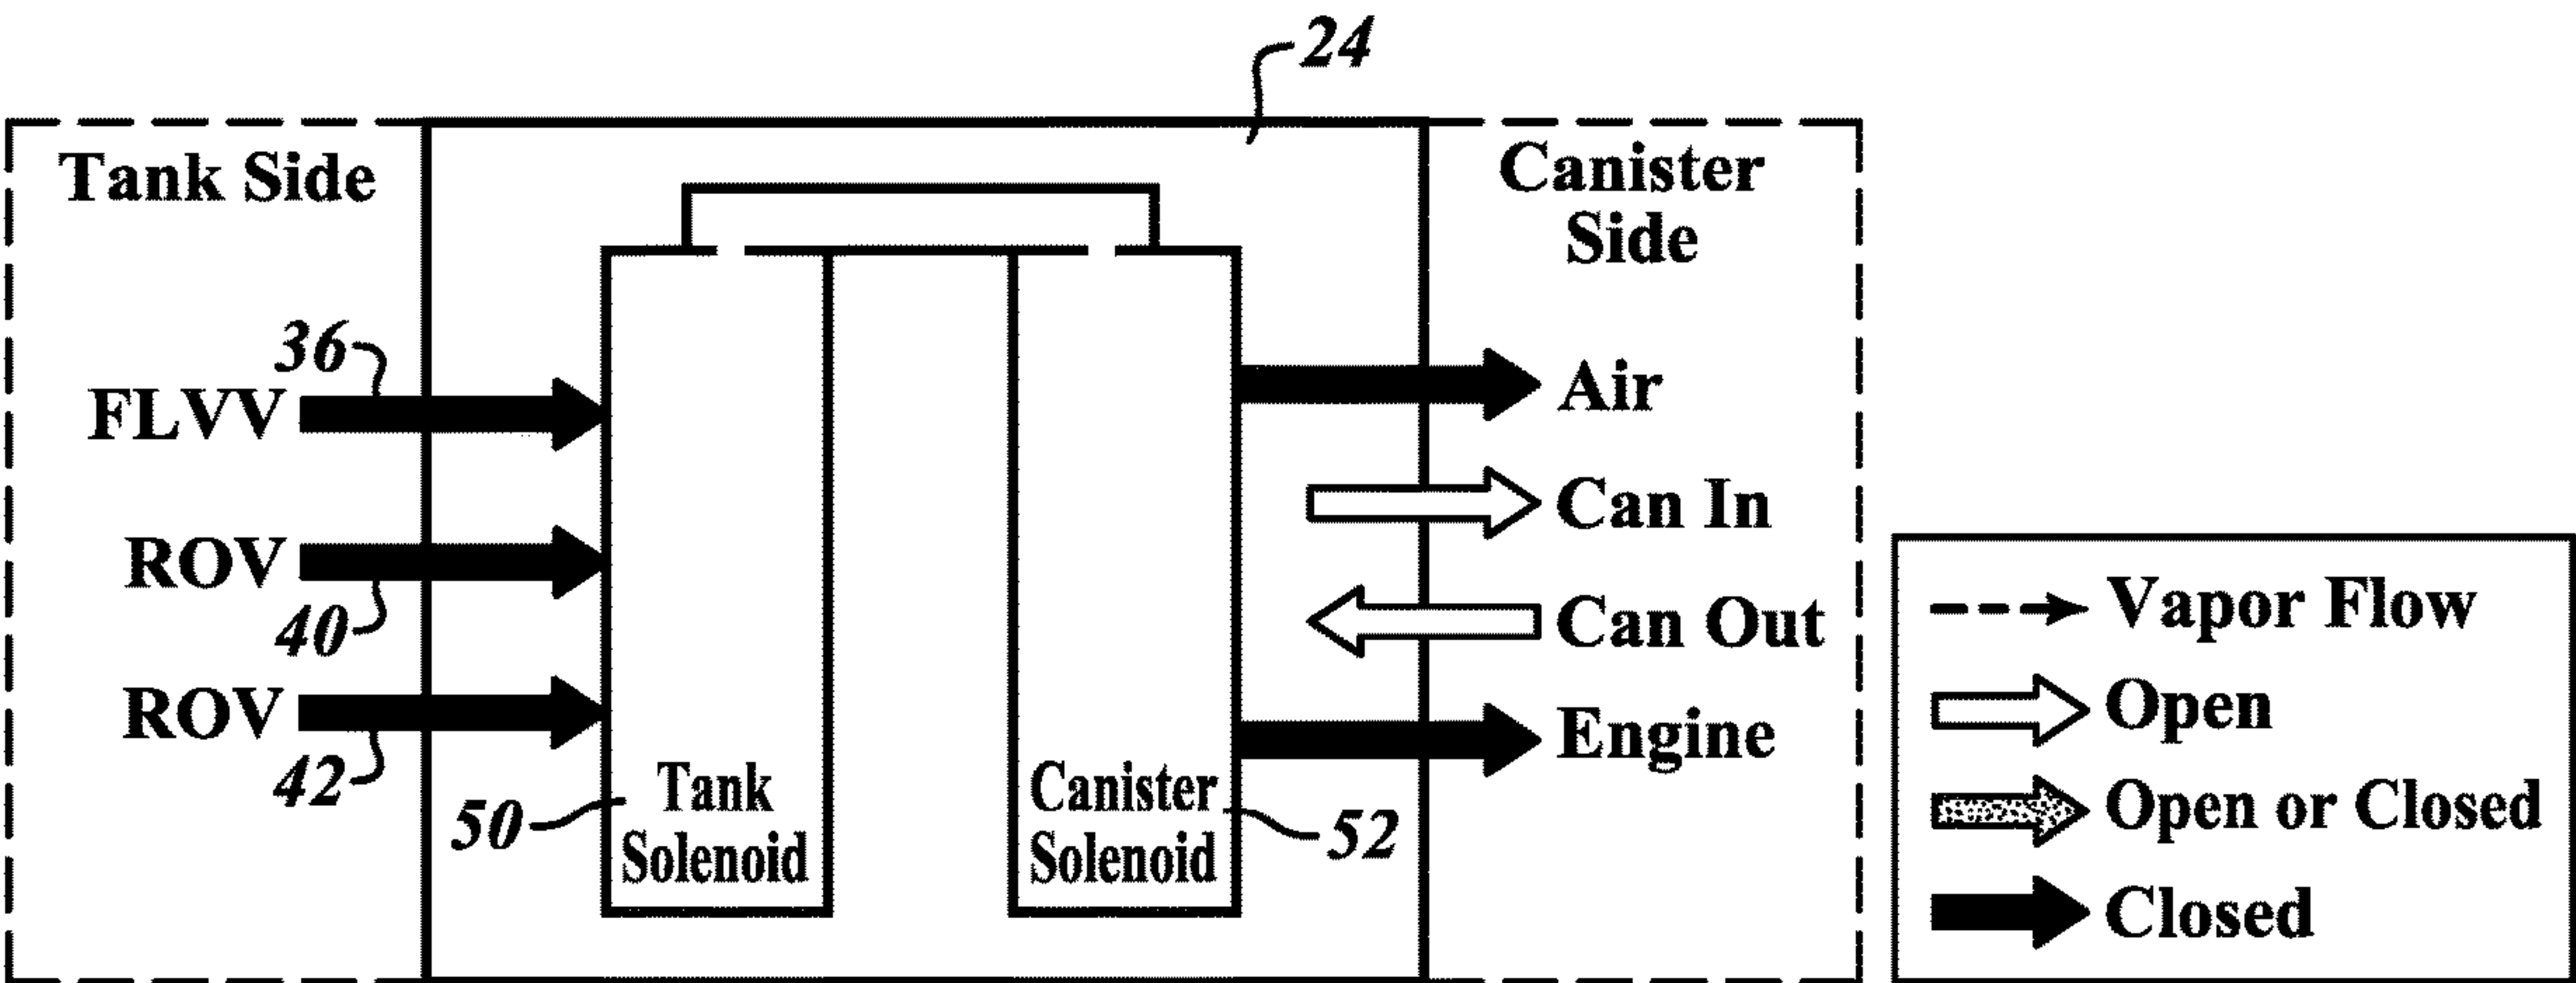 24
Tank Side
Canister
Side
36
FLVV
Air
Can In
ROV
40
Can Out
ROV
42
Engine
50
Tank
Solenoid
Canister
Solenoid
52
Vapor Flow
Open
Open or Closed
Closed